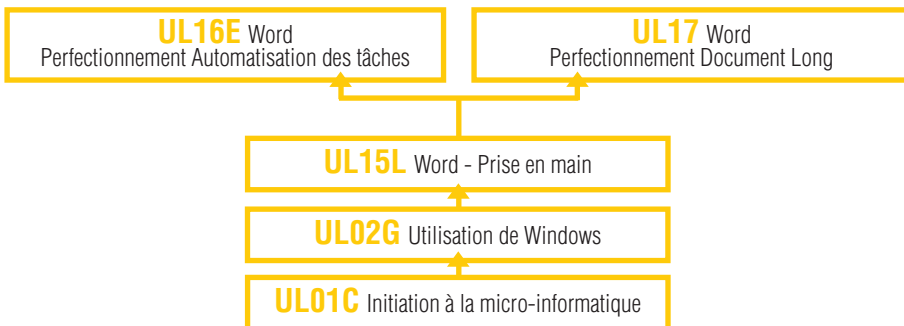 UL16E Word
Perfectionnement Automatisation des tâches
UL17 Word
Perfectionnement Document Long
UL15L Word - Prise en main
UL02G Utilisation de Windows
UL01C Initiation à la micro-informatique